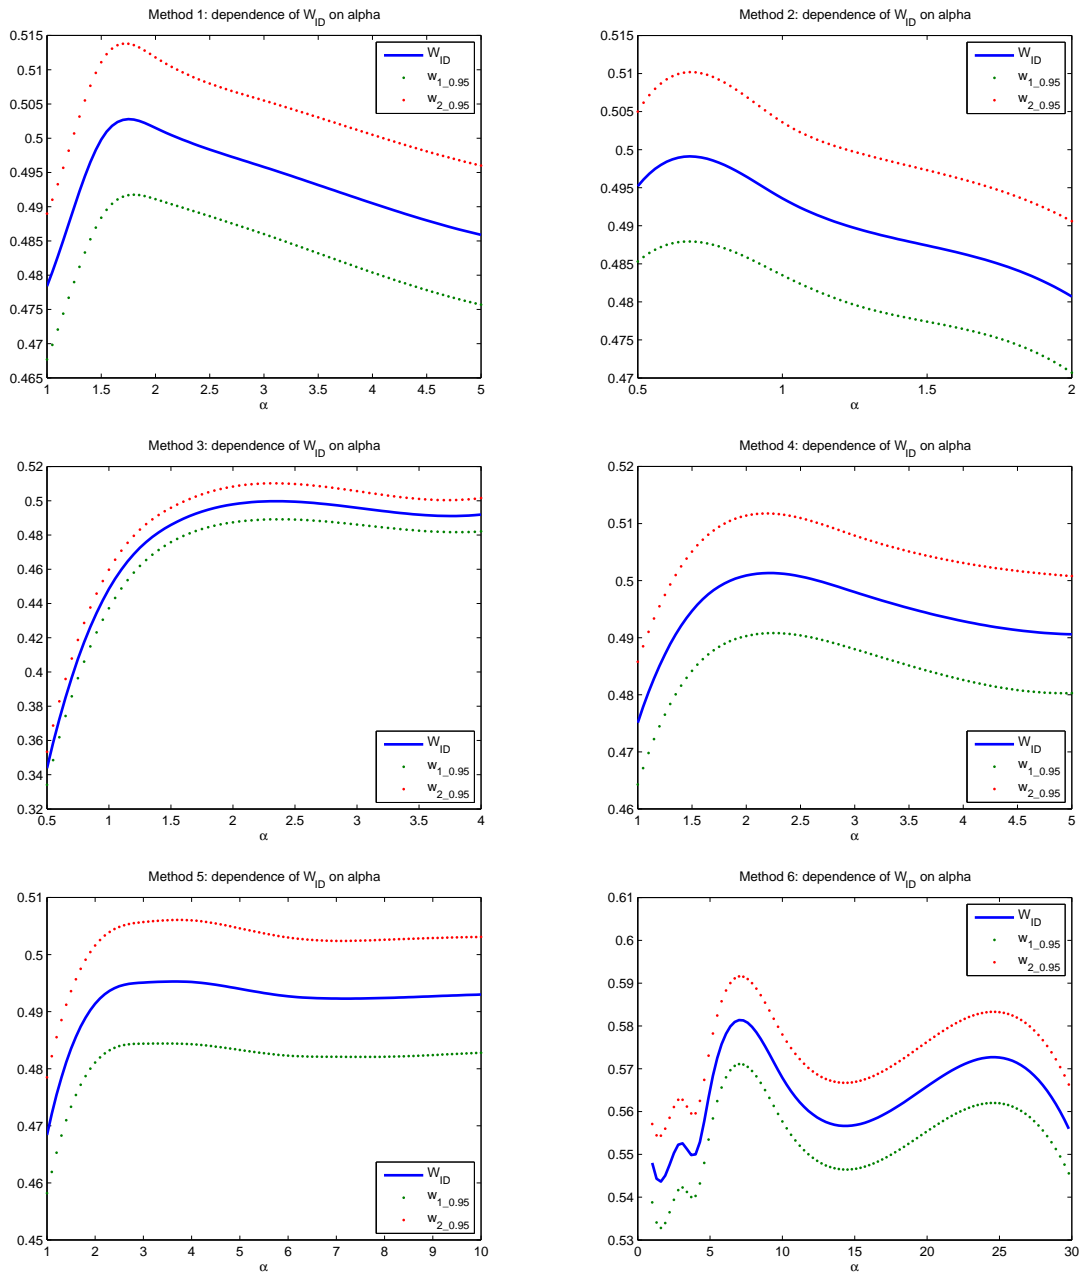 Method 1: dependence of W_ID on alpha
0.515
0.51
0.505
0.5
0.495
0.49
0.485
0.48
0.475
0.47
0.465
1 1.5 2 2.5 3 3.5 4 4.5 5
α
W_ID
w_1_0.95
w_2_0.95
Method 2: dependence of W_ID on alpha
0.515
0.51
0.505
0.5
0.495
0.49
0.485
0.48
0.475
0.47
0.5 1 1.5 2
α
W_ID
w_1_0.95
w_2_0.95
Method 3: dependence of W_ID on alpha
0.52
0.5
0.48
0.46
0.44
0.42
0.4
0.38
0.36
0.34
0.32
0.5 1 1.5 2 2.5 3 3.5 4
α
W_ID
w_1_0.95
w_2_0.95
Method 4: dependence of W_ID on alpha
0.52
0.51
0.5
0.49
0.48
0.47
0.46
1 1.5 2 2.5 3 3.5 4 4.5 5
α
W_ID
w_1_0.95
w_2_0.95
Method 5: dependence of W_ID on alpha
0.51
0.5
0.49
0.48
0.47
0.46
0.45
1 2 3 4 5 6 7 8 9 10
α
W_ID
w_1_0.95
w_2_0.95
Method 6: dependence of W_ID on alpha
0.61
0.6
0.59
0.58
0.57
0.56
0.55
0.54
0.53
0 5 10 15 20 25 30
α
W_ID
w_1_0.95
w_2_0.95